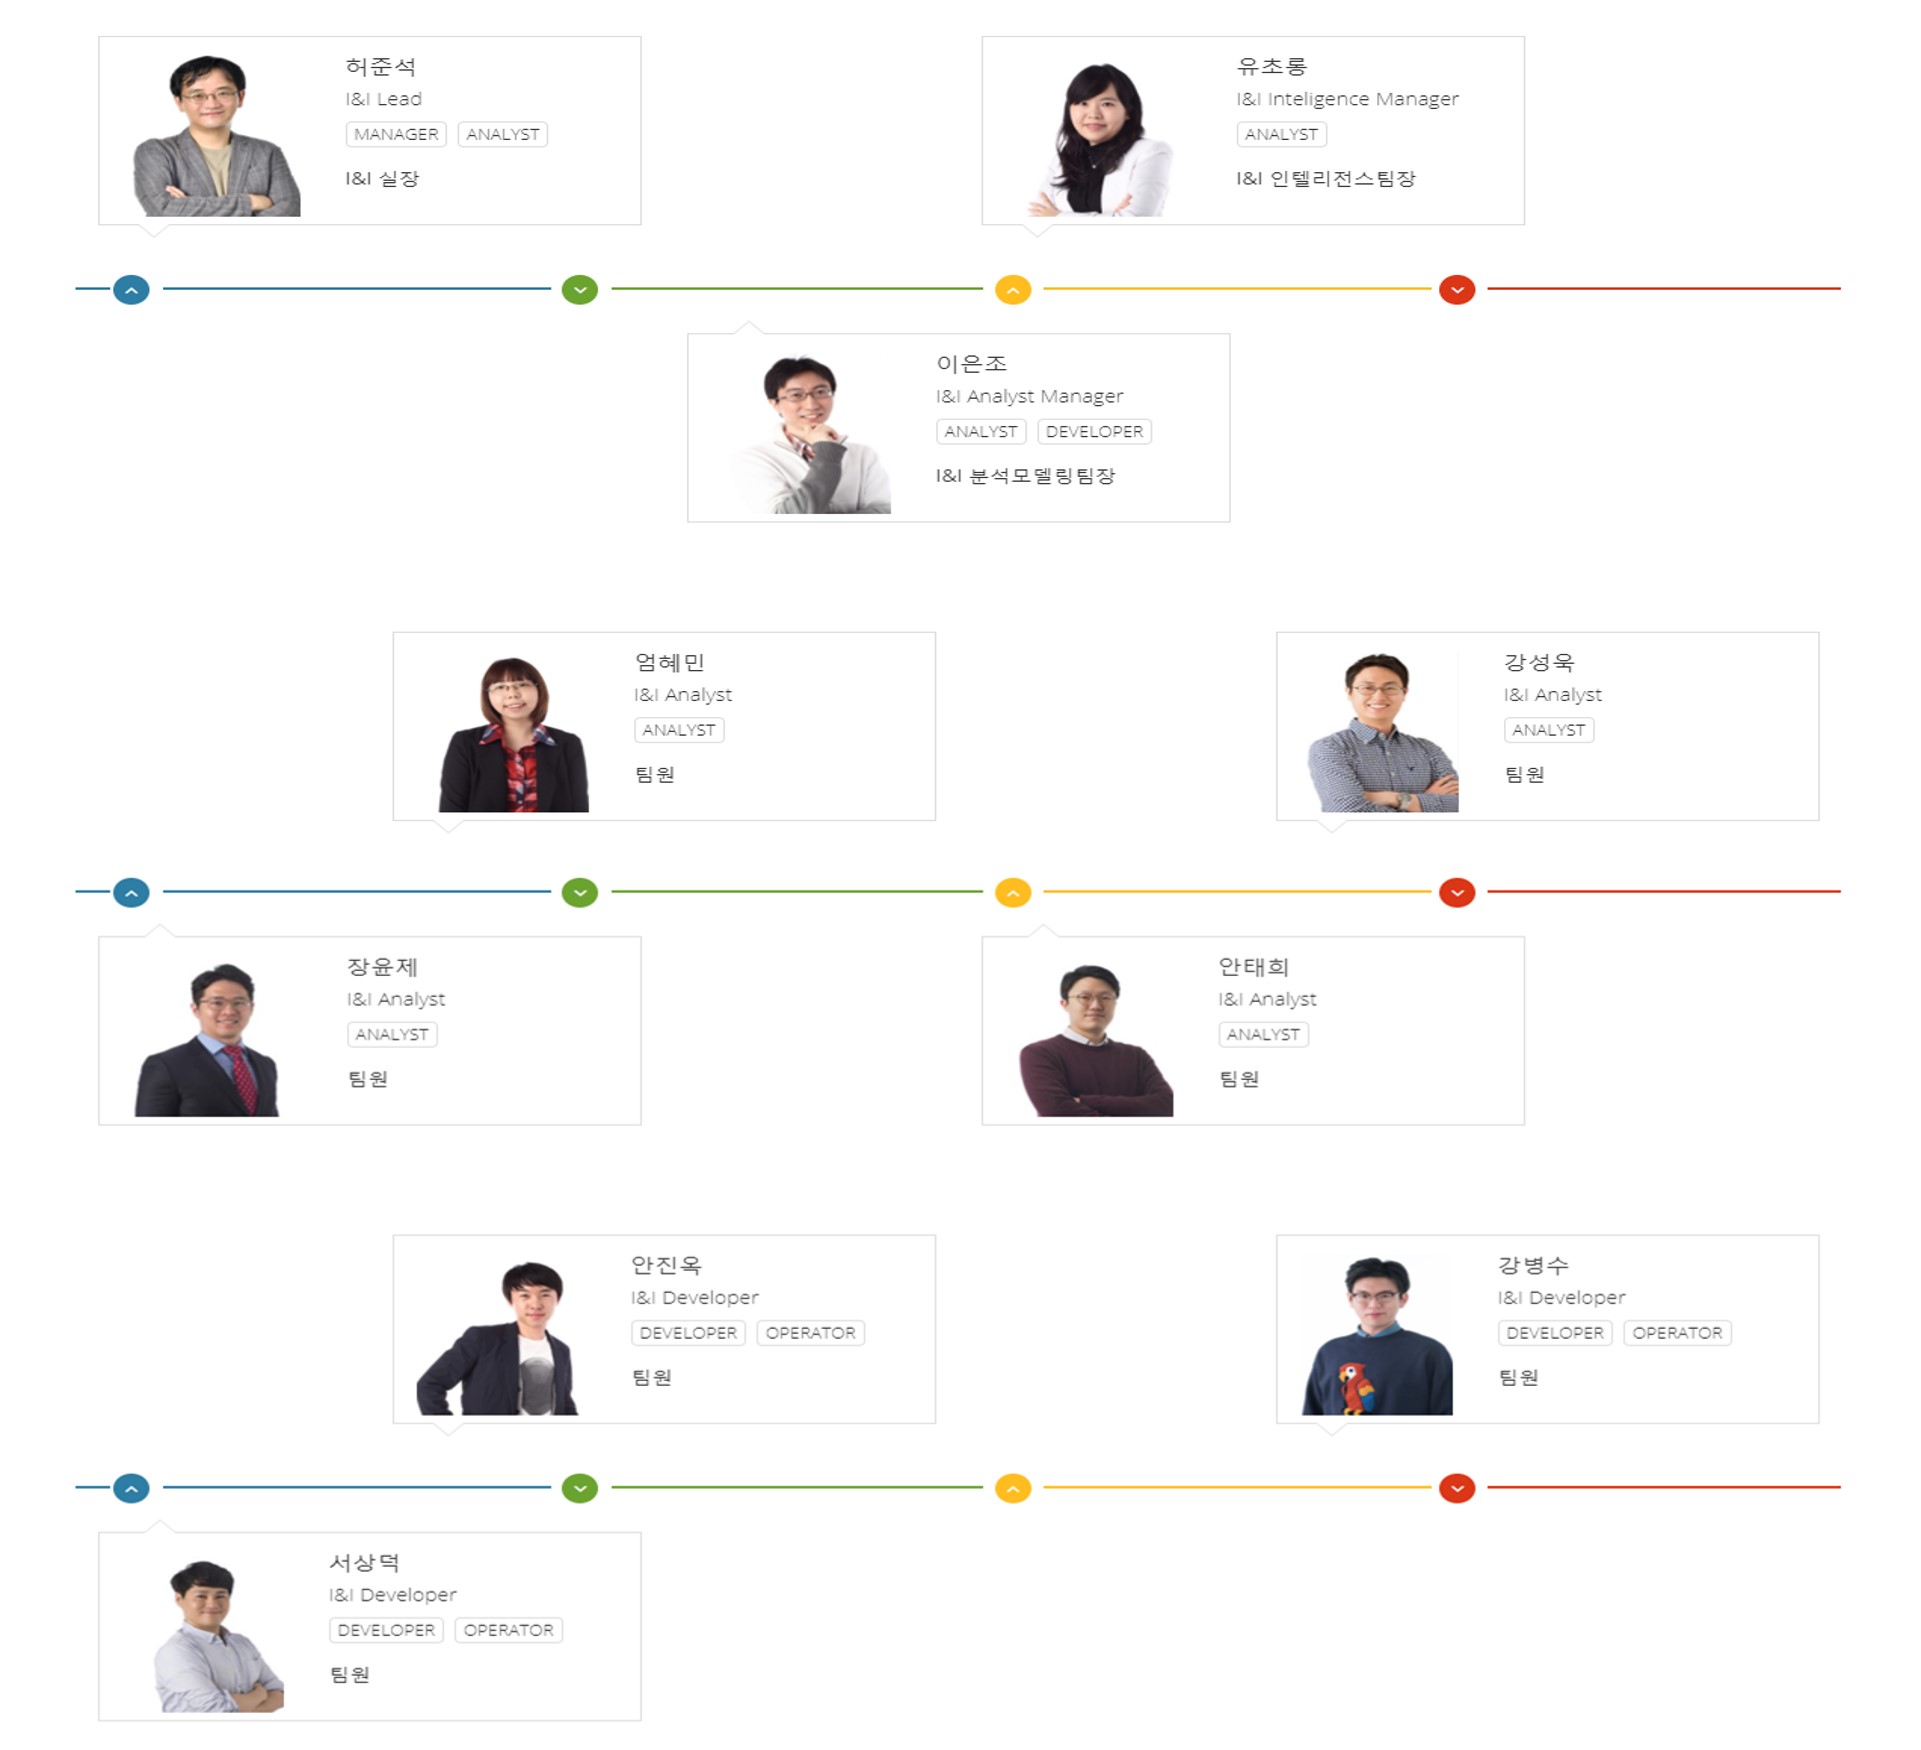 허준석
I&I Lead
MANAGER ANALYST
I&I 실장
유초롱
I&I Inteligence Manager
ANALYST
I&I 인텔리전스팀장
이은조
I&I Analyst Manager
ANALYST DEVELOPER
I&I 분석모델링팀장
엄혜민
I&I Analyst
ANALYST
팀원
강성욱
I&I Analyst
ANALYST
팀원
장윤제
I&I Analyst
ANALYST
팀원
안태희
I&I Analyst
ANALYST
팀원
안진옥
I&I Developer
DEVELOPER OPERATOR
팀원
강병수
I&I Developer
DEVELOPER OPERATOR
팀원
서상덕
I&I Developer
DEVELOPER OPERATOR
팀원